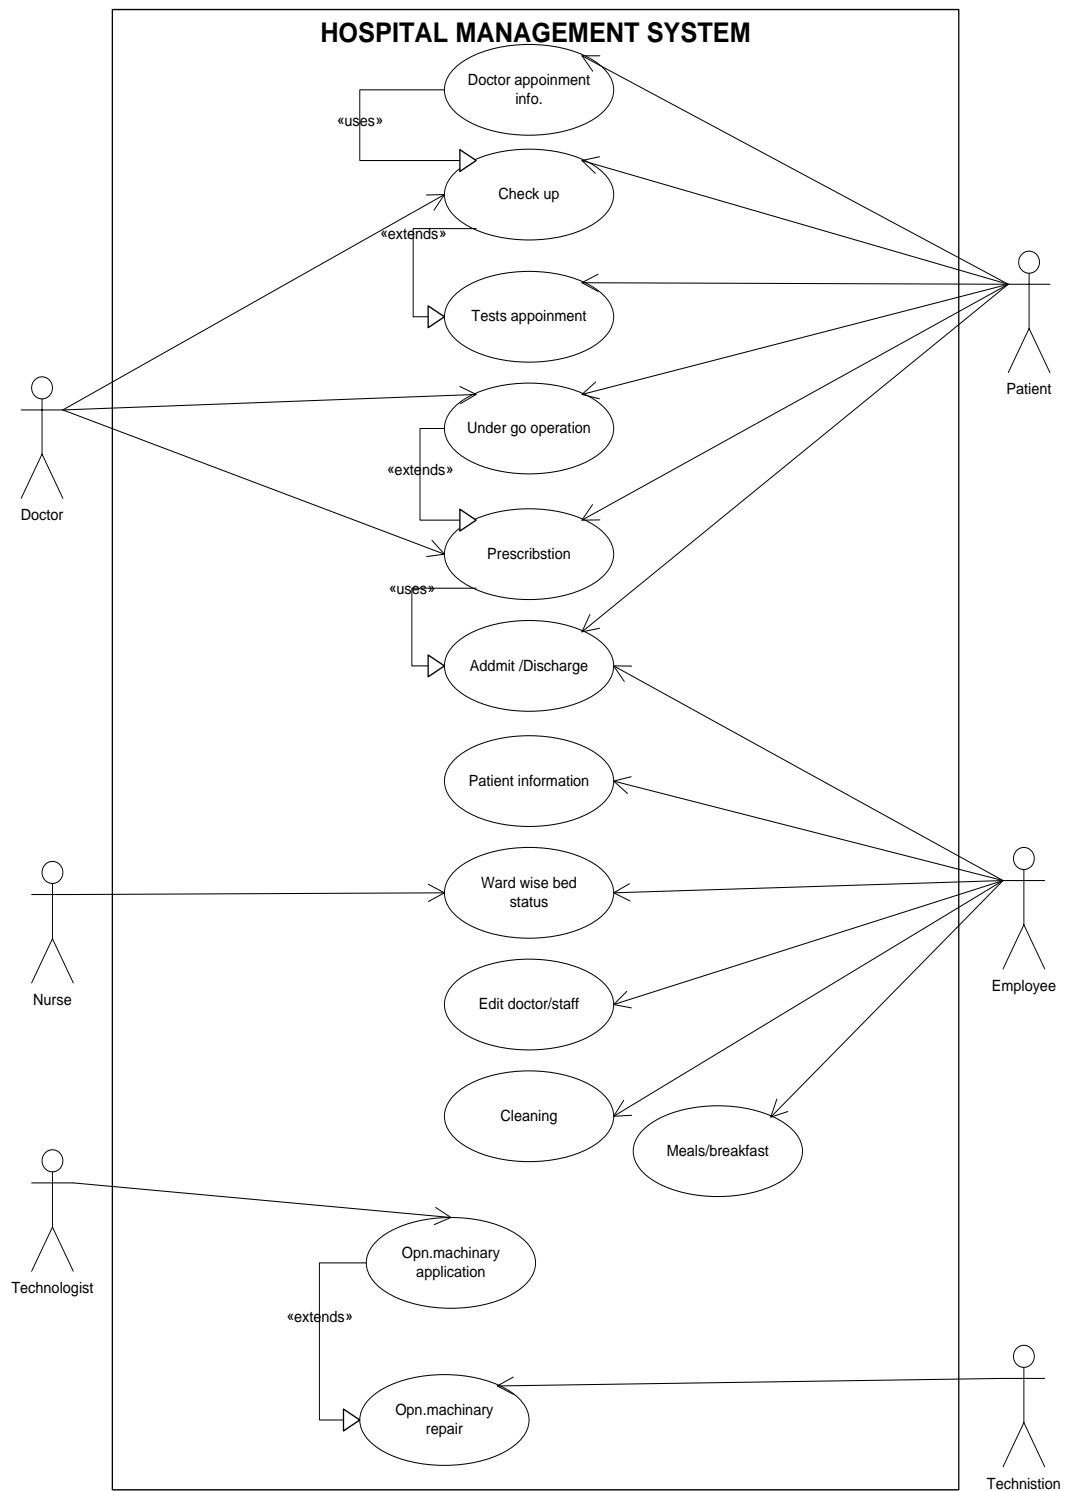 HOSPITAL MANAGEMENT SYSTEM
Doctor appoinment
info.
«uses»
Check up
«extends»
Tests appoinment
Patient
Under go operation
«extends»
Doctor
Prescribstion
«uses»
Addmit /Discharge
Patient information
Ward wise bed
status
Nurse
Employee
Edit doctor/staff
Cleaning
Meals/breakfast
Opn.machinary
application
Technologist
«extends»
Opn.machinary
repair
Technistion